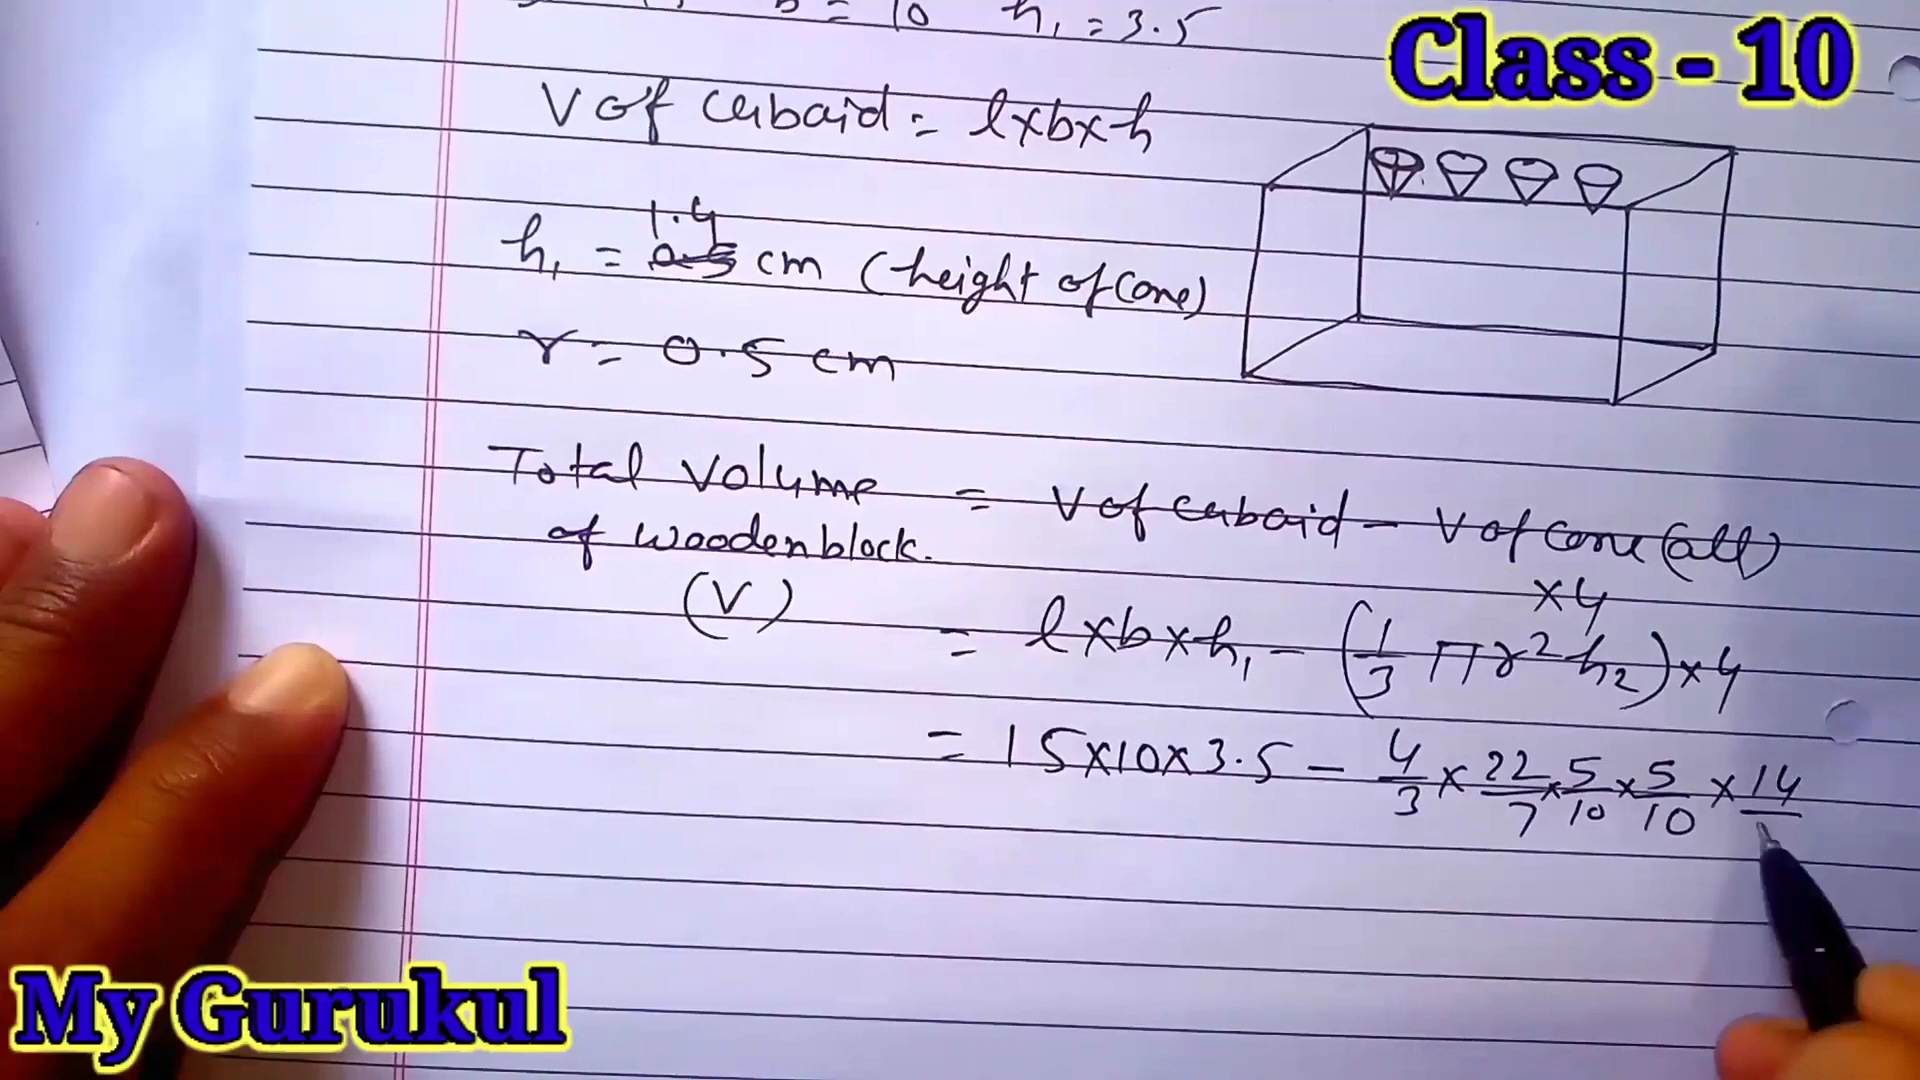 = 10 h₁ = 3.5
Class - 10
V of cuboid = l×b×h
1.4
h₁ = 0.5 cm (height of cone)
r = 0.5 cm
Total Volume = V of cuboid - V of cone (all)
of wooden block.
×4
(V)
= l×b×h₁ - (1/3 πr²h₂)×4
= 15×10×3.5 - 4/3 × 22/7 × 5/10 × 5/10 × 14/
My Gurukul